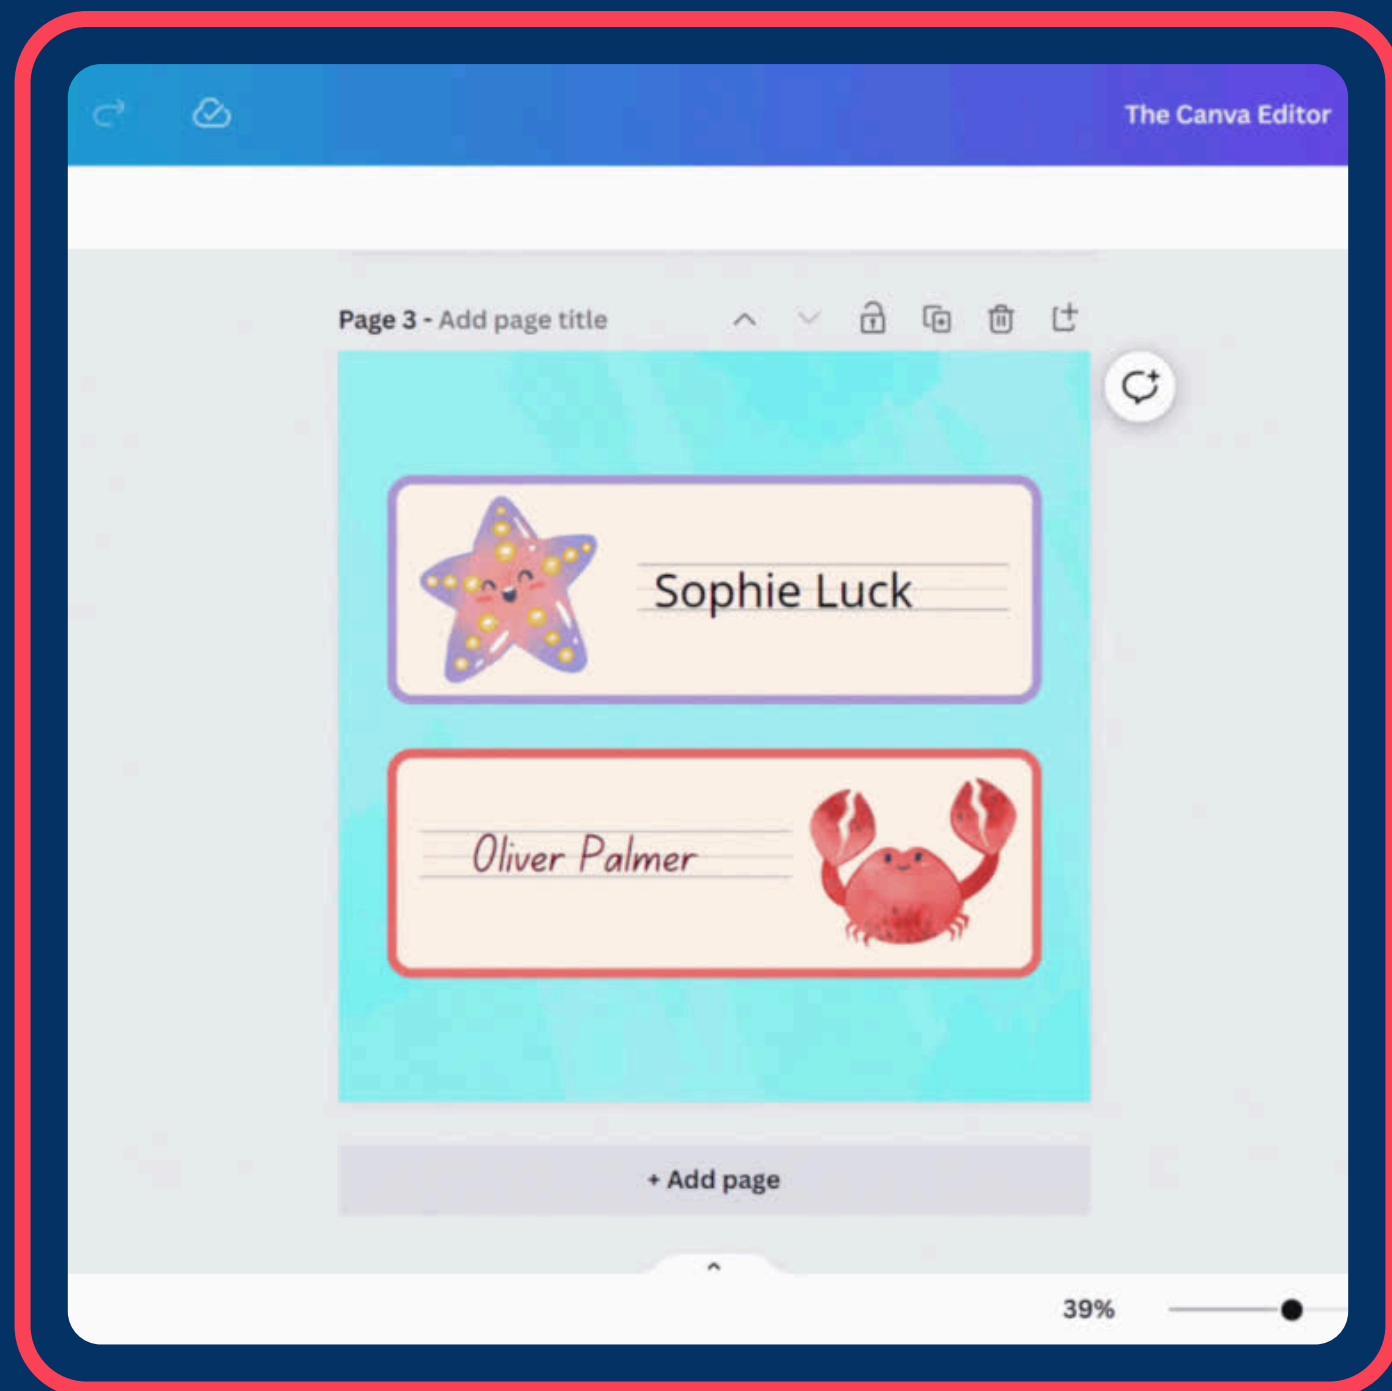 The Canva Editor
Page 3 - Add page title
Sophie Luck
Oliver Palmer
+ Add page
39%